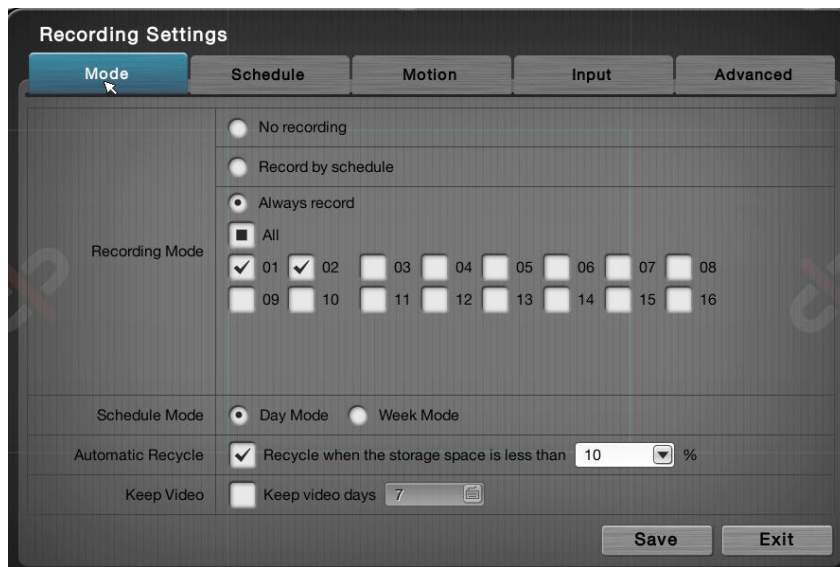 Recording Settings
Mode Schedule Motion Input Advanced
No recording
Record by schedule
Always record
All
Recording Mode
01 02 03 04 05 06 07 08
09 10 11 12 13 14 15 16
Schedule Mode Day Mode Week Mode
Automatic Recycle Recycle when the storage space is less than 10 %
Keep Video Keep video days 7
Save Exit